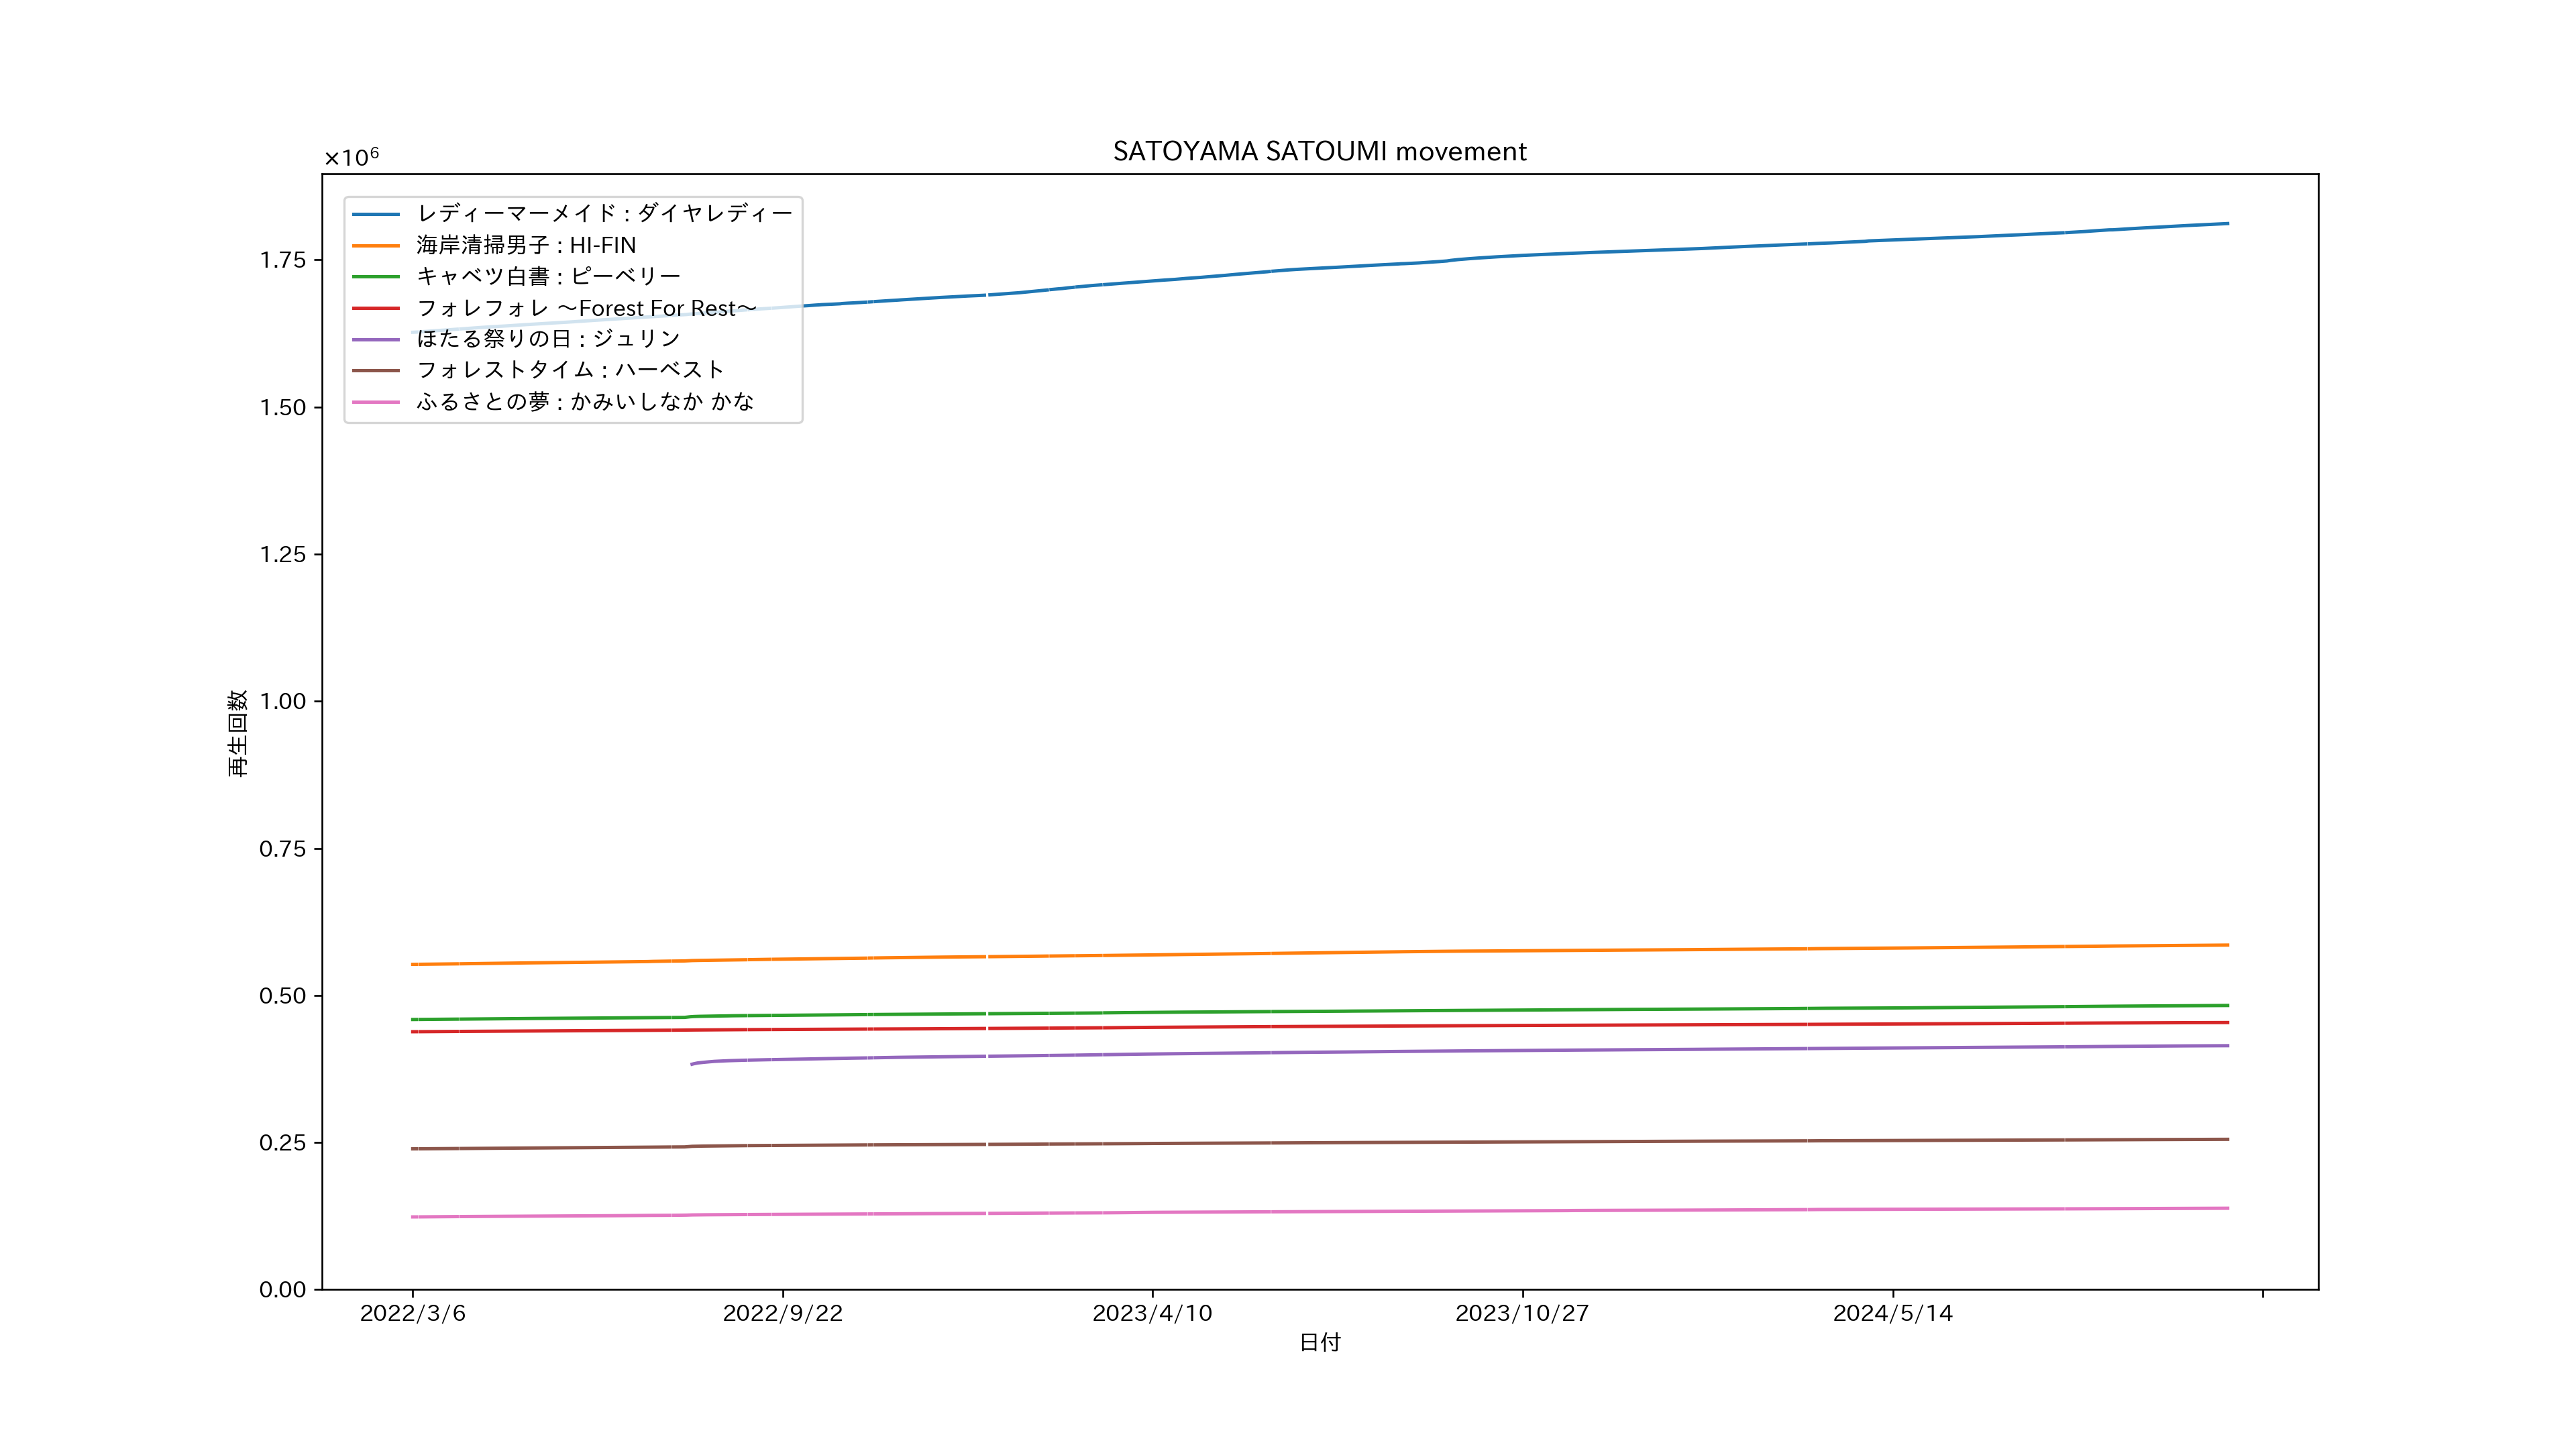 SATOYAMA SATOUMI movement
×10⁶
レディーマーメイド : ダイヤレディー
海岸清掃男子 : HI-FIN
キャベツ白書 : ピーベリー
フォレフォレ 〜Forest For Rest〜
ほたる祭りの日 : ジュリン
フォレストタイム : ハーベスト
ふるさとの夢 : かみいしなか かな
1.75
1.50
1.25
1.00
0.75
0.50
0.25
0.00
再生回数
2022/3/6 2022/9/22 2023/4/10 2023/10/27 2024/5/14
日付